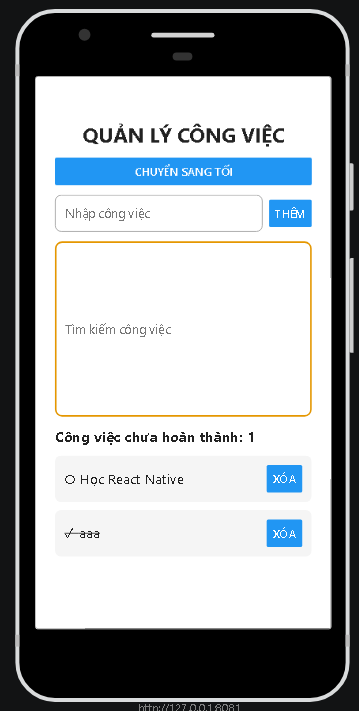 QUẢN LÝ CÔNG VIỆC
CHUYỂN SANG TỐI
Nhập công việc THÊM
Tìm kiếm công việc
Công việc chưa hoàn thành: 1
○ Học React Native XÓA
✓ aaa XÓA
http://127.0.0.1:8081